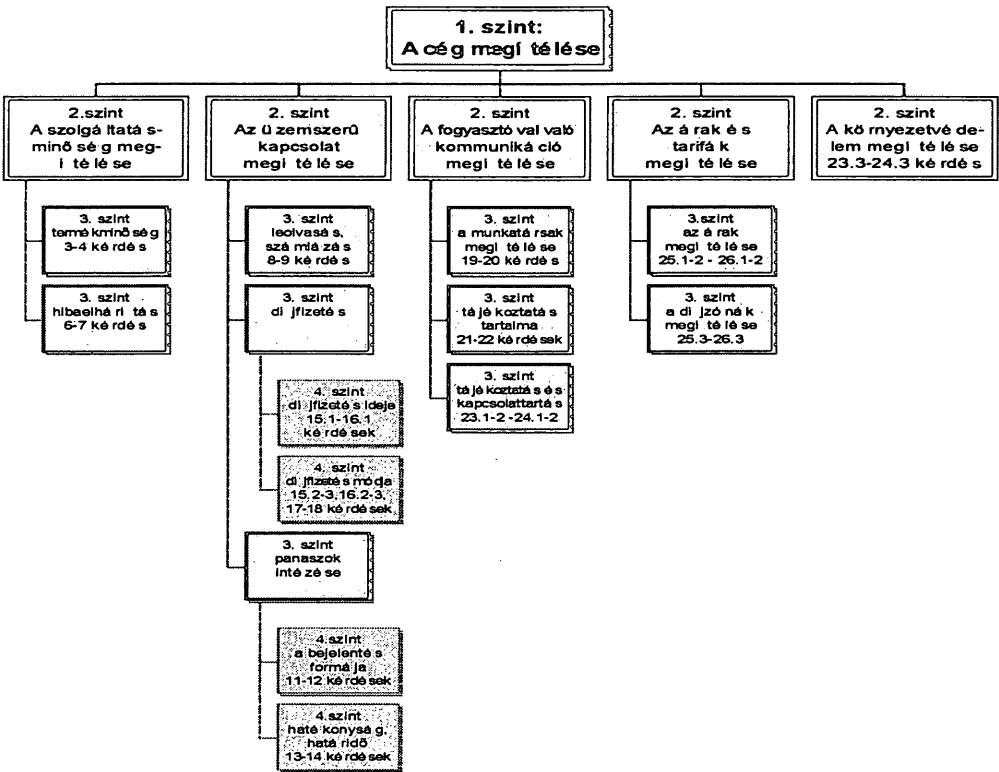 1. szint:
A cég megítélése
2.szint
A szolgáltatás-
minőség meg-
ítélése
2. szint
Az üzemszerű
kapcsolat
megítélése
2. szint
A fogyasztóval való
kommunikáció
megítélése
2. szint
Az árak és
tarifák
megítélése
2. szint
A környezetvéde-
lem megítélése
23.3-24.3 kérdés
3. szint
termékminőség
3-4 kérdés
3. szint
hibaelhárítás
6-7 kérdés
3. szint
leolvasás,
számlázás
8-9 kérdés
3. szint
díjfizetés
4. szint
díjfizetés ideje
15.1-16.1
kérdések
4. szint
díjfizetés módja
15.2-3,16.2-3,
17-18 kérdések
3. szint
panaszok
intézése
4.szint
a bejelentés
formája
11-12 kérdések
4.szint
hatékonyság,
határidő
13-14 kérdések
3. szint
a munkatársak
megítélése
19-20 kérdés
3. szint
tájékoztatás
tartalma
21-22 kérdések
3. szint
tájékoztatás és
kapcsolattartás
23.1-2 -24.1-2
3.szint
az árak
megítélése
25.1-2 - 26.1-2
3. szint
a díjzónák
megítélése
25.3-26.3